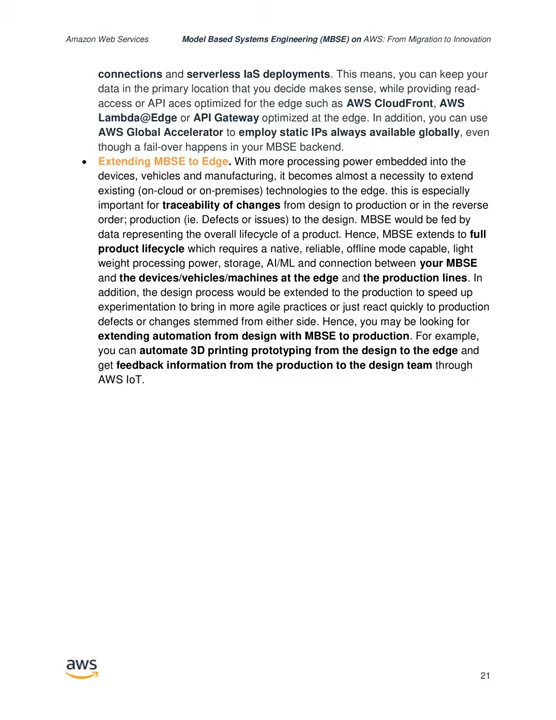 Amazon Web Services Model Based Systems Engineering (MBSE) on AWS: From Migration to Innovation
connections and serverless IaS deployments. This means, you can keep your
data in the primary location that you decide makes sense, while providing read-
access or API aces optimized for the edge such as AWS CloudFront, AWS
Lambda@Edge or API Gateway optimized at the edge. In addition, you can use
AWS Global Accelerator to employ static IPs always available globally, even
though a fail-over happens in your MBSE backend.
• Extending MBSE to Edge. With more processing power embedded into the
devices, vehicles and manufacturing, it becomes almost a necessity to extend
existing (on-cloud or on-premises) technologies to the edge. this is especially
important for traceability of changes from design to production or in the reverse
order; production (ie. Defects or issues) to the design. MBSE would be fed by
data representing the overall lifecycle of a product. Hence, MBSE extends to full
product lifecycle which requires a native, reliable, offline mode capable, light
weight processing power, storage, AI/ML and connection between your MBSE
and the devices/vehicles/machines at the edge and the production lines. In
addition, the design process would be extended to the production to speed up
experimentation to bring in more agile practices or just react quickly to production
defects or changes stemmed from either side. Hence, you may be looking for
extending automation from design with MBSE to production. For example,
you can automate 3D printing prototyping from the design to the edge and
get feedback information from the production to the design team through
AWS IoT.
aws
21